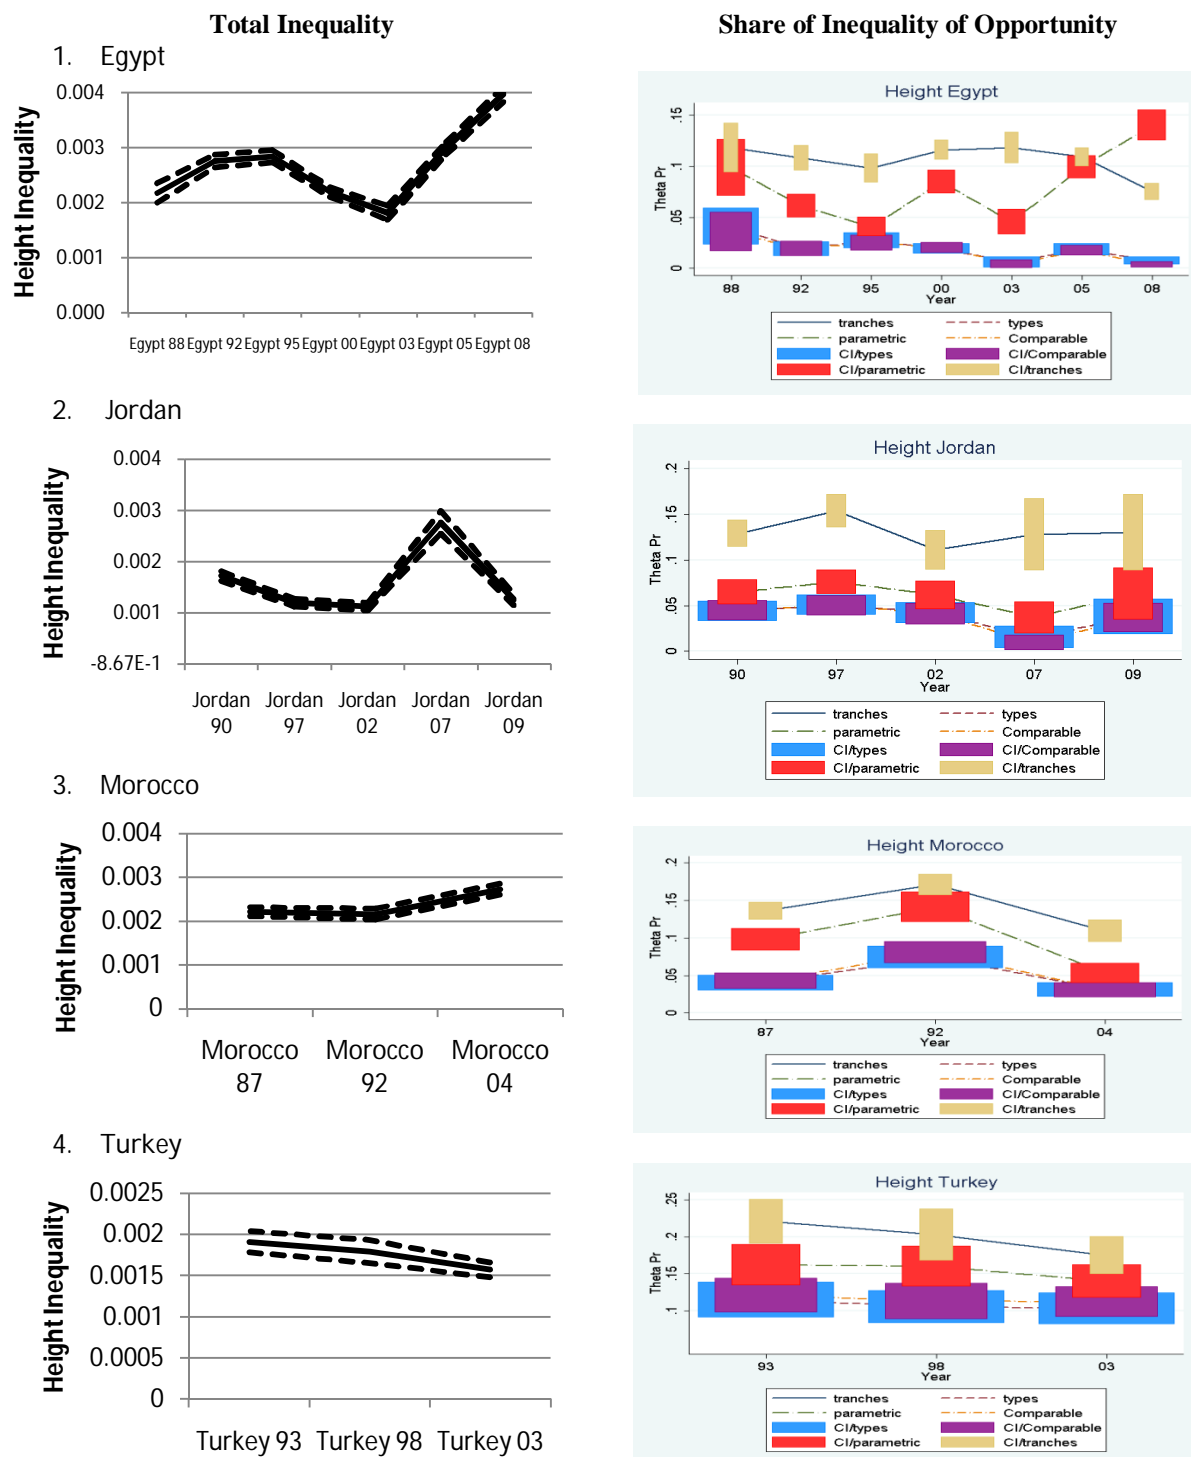 Total Inequality
Share of Inequality of Opportunity
1. Egypt
Height Inequality
0.004
0.003
0.002
0.001
0.000
Egypt 88 Egypt 92 Egypt 95 Egypt 00 Egypt 03 Egypt 05 Egypt 08
Height Egypt
Theta Pr
.15
.1
.05
0
88 92 95 00 03 05 08
Year
tranches types
parametric Comparable
CI/types CI/Comparable
CI/parametric CI/tranches
2. Jordan
Height Inequality
0.004
0.003
0.002
0.001
-8.67E-1
Jordan Jordan Jordan Jordan Jordan
90 97 02 07 09
Height Jordan
Theta Pr
.2
.15
.1
.05
0
90 97 02 07 09
Year
tranches types
parametric Comparable
CI/types CI/Comparable
CI/parametric CI/tranches
3. Morocco
Height Inequality
0.004
0.003
0.002
0.001
0
Morocco Morocco Morocco
87 92 04
Height Morocco
Theta Pr
.2
.15
.1
.05
0
87 92 04
Year
tranches types
parametric Comparable
CI/types CI/Comparable
CI/parametric CI/tranches
4. Turkey
Height Inequality
0.0025
0.002
0.0015
0.001
0.0005
0
Turkey 93 Turkey 98 Turkey 03
Height Turkey
Theta Pr
.25
.2
.15
.1
93 98 03
Year
tranches types
parametric Comparable
CI/types CI/Comparable
CI/parametric CI/tranches